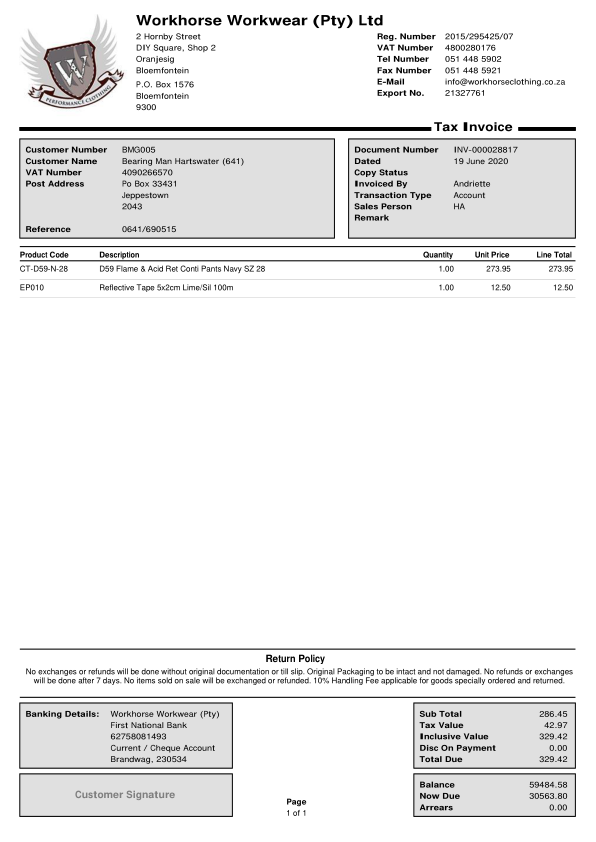 Workhorse Workwear (Pty) Ltd
2 Hornby Street
DIY Square, Shop 2
Oranjesig
Bloemfontein
P.O. Box 1576
Bloemfontein
9300
Reg. Number 2015/295425/07
VAT Number 4800280176
Tel Number 051 448 5902
Fax Number 051 448 5921
E-Mail info@workhorseclothing.co.za
Export No. 21327761
W
PERFORMANCE CLOTHING
Tax Invoice
Customer Number BMG005
Customer Name Bearing Man Hartswater (641)
VAT Number 4090266570
Post Address Po Box 33431
Jeppestown
2043
Reference 0641/690515
Document Number INV-000028817
Dated 19 June 2020
Copy Status
Invoiced By Andriette
Transaction Type Account
Sales Person HA
Remark
Product Code Description Quantity Unit Price Line Total
CT-D59-N-28 D59 Flame & Acid Ret Conti Pants Navy SZ 28 1.00 273.95 273.95
EP010 Reflective Tape 5x2cm Lime/Sil 100m 1.00 12.50 12.50
Return Policy
No exchanges or refunds will be done without original documentation or till slip. Original Packaging to be intact and not damaged. No refunds or exchanges
will be done after 7 days. No items sold on sale will be exchanged or refunded. 10% Handling Fee applicable for goods specially ordered and returned.
Banking Details: Workhorse Workwear (Pty)
First National Bank
62758081493
Current / Cheque Account
Brandwag, 230534
Customer Signature
Page
1 of 1
Sub Total 286.45
Tax Value 42.97
Inclusive Value 329.42
Disc On Payment 0.00
Total Due 329.42
Balance 59484.58
Now Due 30563.80
Arrears 0.00